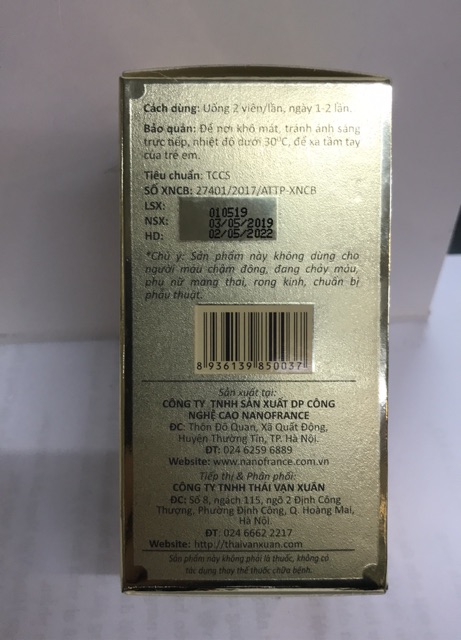 Cách dùng: Uống 2 viên/lần, ngày 1-2 lần.
Bảo quản: Để nơi khô mát, tránh ánh sáng
trực tiếp, nhiệt độ dưới 30°C, để xa tầm tay
của trẻ em.
Tiêu chuẩn: TCCS
SỐ XNCB: 27401/2017/ATTP-XNCB
LSX: 010519
NSX: 03/05/2019
HD: 02/05/2022
*Chú ý: Sản phẩm này không dùng cho
người máu chậm đông, đang chảy máu,
phụ nữ mang thai, rong kinh, chuẩn bị
phẫu thuật.
8 936139 850037
Sản xuất tại:
CÔNG TY TNHH SẢN XUẤT DP CÔNG
NGHỆ CAO NANOFRANCE
ĐC: Thôn Đô Quan, Xã Quất Động,
Huyện Thường Tín, TP. Hà Nội.
ĐT: 024 6259 6889
Website: www.nanofrance.com.vn
Tiếp thị & Phân phối:
CÔNG TY TNHH THÁI VẠN XUÂN
ĐC: Số 8, ngách 115, ngõ 2 Định Công
Thượng, Phường Định Công, Q. Hoàng Mai,
Hà Nội
ĐT: 024 6662 2217
Website: http://thaivanxuan.com
Sản phẩm này không phải là thuốc, không có
tác dụng thay thế thuốc chữa bệnh.